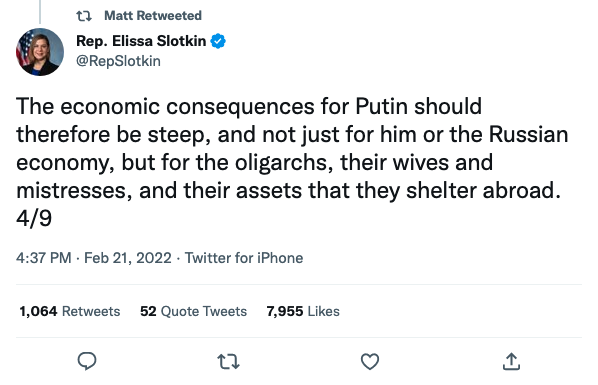 Matt Retweeted
Rep. Elissa Slotkin
@RepSlotkin
The economic consequences for Putin should
therefore be steep, and not just for him or the Russian
economy, but for the oligarchs, their wives and
mistresses, and their assets that they shelter abroad.
4/9
4:37 PM · Feb 21, 2022 · Twitter for iPhone
1,064 Retweets 52 Quote Tweets 7,955 Likes